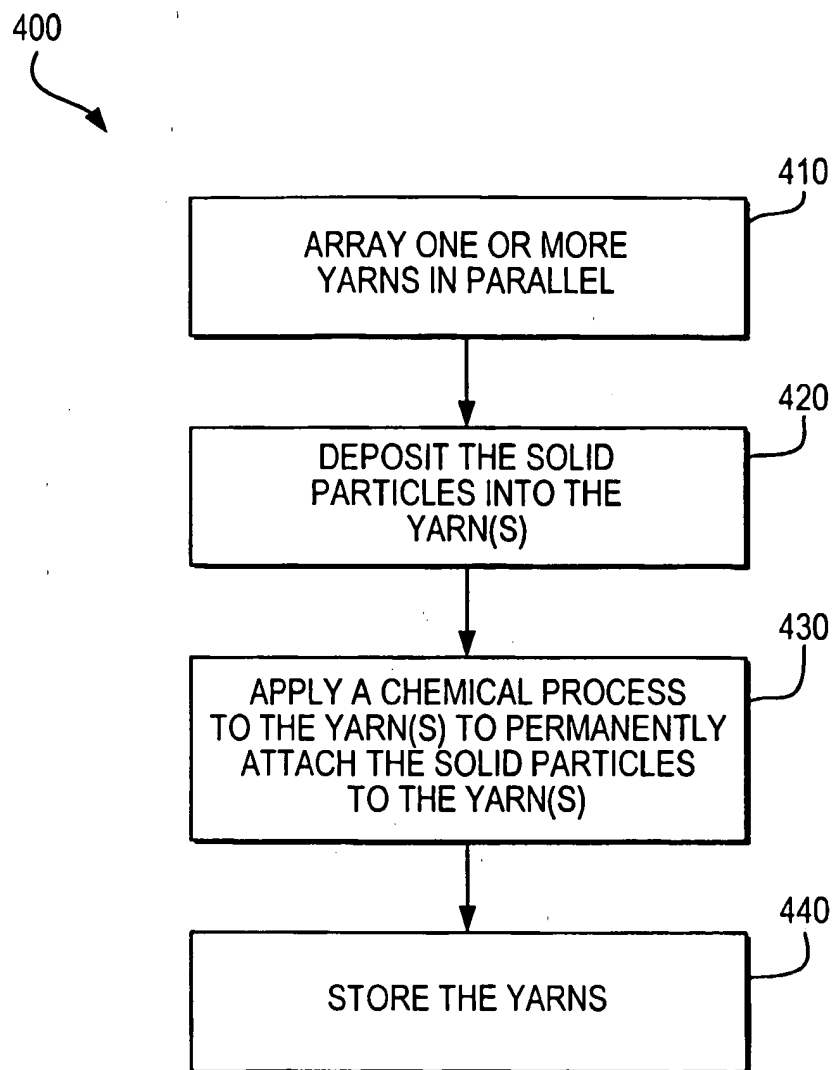 400
410
ARRAY ONE OR MORE
YARNS IN PARALLEL
420
DEPOSIT THE SOLID
PARTICLES INTO THE
YARN(S)
430
APPLY A CHEMICAL PROCESS
TO THE YARN(S) TO PERMANENTLY
ATTACH THE SOLID PARTICLES
TO THE YARN(S)
440
STORE THE YARNS